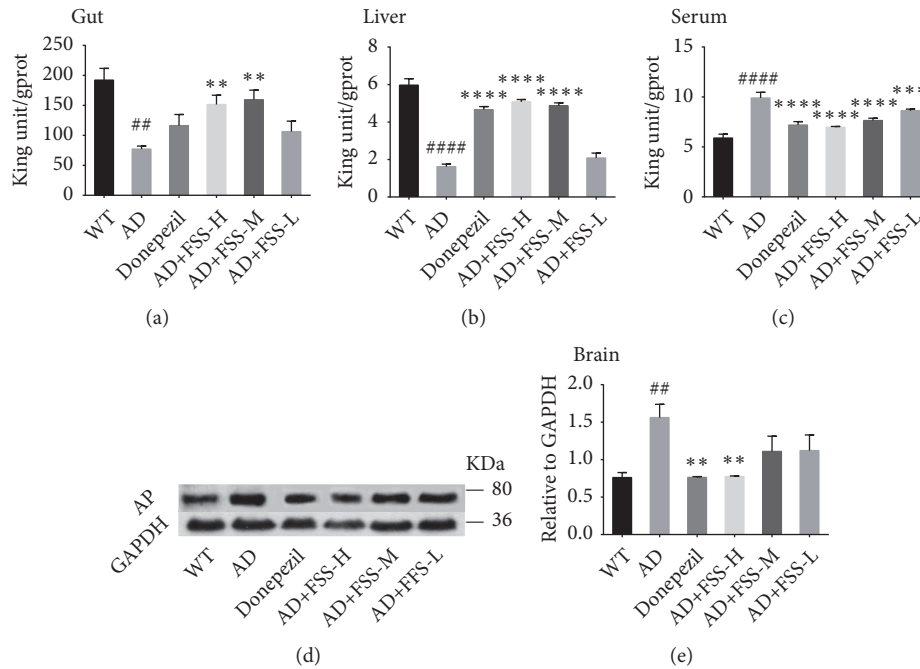 Gut
King unit/gprot
250
200
150
100
50
0
##
**
**
WT
AD
Donepezil
AD+FSS-H
AD+FSS-M
AD+FSS-L
(a)
Liver
King unit/gprot
8
6
4
2
0
####
****
****
****
WT
AD
Donepezil
AD+FSS-H
AD+FSS-M
AD+FSS-L
(b)
Serum
King unit/gprot
15
10
5
0
####
****
****
****
***
WT
AD
Donepezil
AD+FSS-H
AD+FSS-M
AD+FSS-L
(c)
KDa
AP
80
GAPDH
36
WT
AD
Donepezil
AD+FSS-H
AD+FSS-M
AD+FFS-L
(d)
Brain
Relative to GAPDH
2.0
1.5
1.0
0.5
0.0
##
**
**
WT
AD
Donepezil
AD+FSS-H
AD+FSS-M
AD+FSS-L
(e)